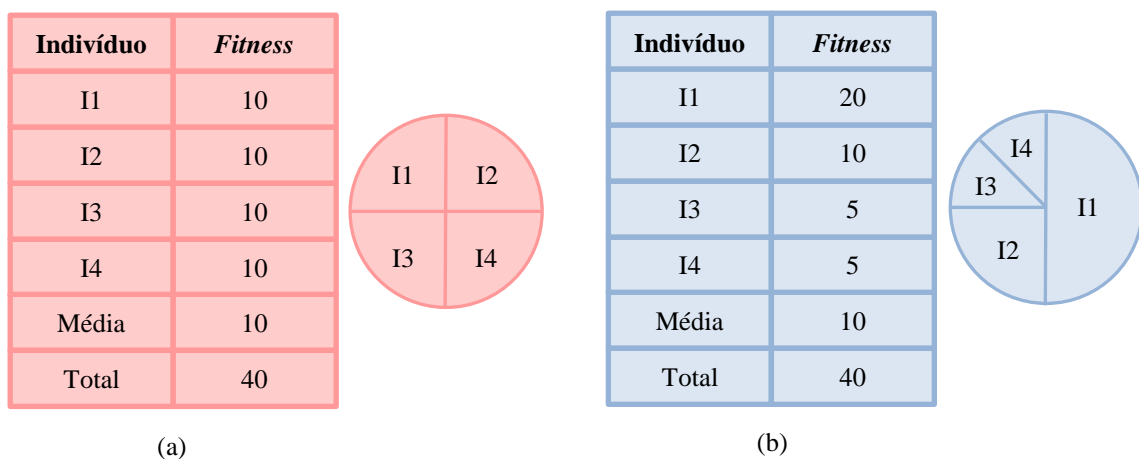 Indivíduo Fitness
I1 10
I2 10
I3 10
I4 10
Média 10
Total 40
I1 I2
I3 I4
(a)
Indivíduo Fitness
I1 20
I2 10
I3 5
I4 5
Média 10
Total 40
I4
I3
I1
I2
(b)